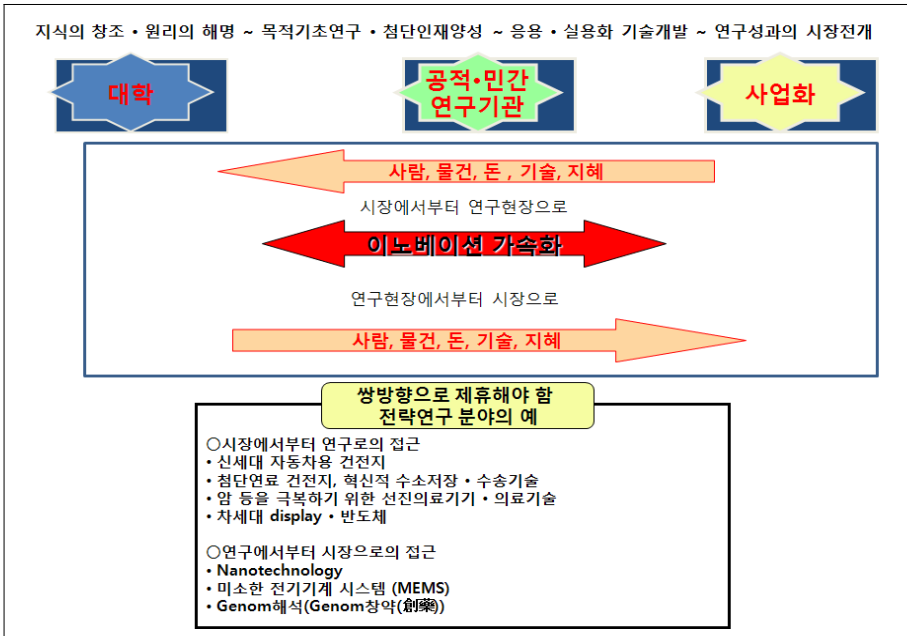 지식의 창조 • 원리의 해명 ~ 목적기초연구 • 첨단인재양성 ~ 응용 • 실용화 기술개발 ~ 연구성과의 시장전개
대학
공적•민간
연구기관
사업화
사람, 물건, 돈 , 기술, 지혜
시장에서부터 연구현장으로
이노베이션 가속화
연구현장에서부터 시장으로
사람, 물건, 돈, 기술, 지혜
쌍방향으로 제휴해야 함
전략연구 분야의 예
○시장에서부터 연구로의 접근
• 신세대 자동차용 건전지
• 첨단연료 건전지, 혁신적 수소저장 • 수송기술
• 암 등을 극복하기 위한 선진의료기기 • 의료기술
• 차세대 display • 반도체
○연구에서부터 시장으로의 접근
• Nanotechnology
• 미소한 전기기계 시스템 (MEMS)
• Genom해석(Genom창약(創藥))